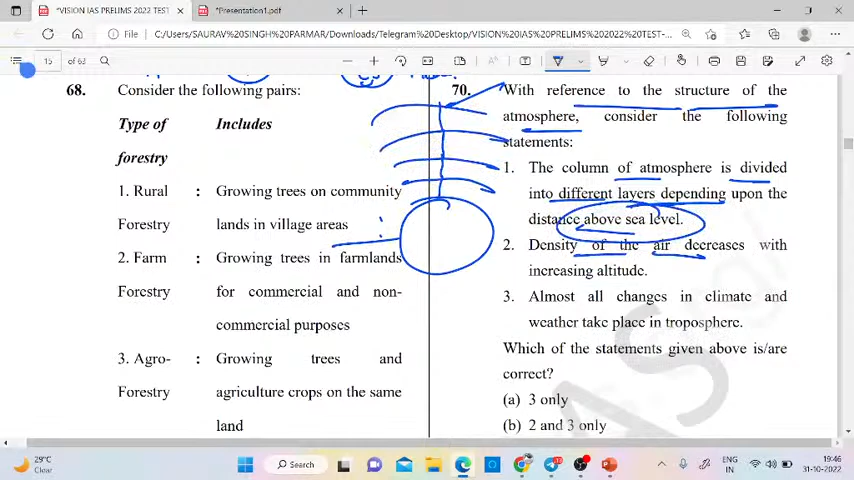 *VISION IAS PRELIMS 2022 TEST-
*Presentation1.pdf
File
C:/Users/SAURAV%20SINGH%20PARMAR/Downloads/Telegram%20Desktop/VISION%20IAS%20PRELIMS%202022%20TEST-...
15 of 63
68. Consider the following pairs:
Type of Includes
forestry
1. Rural : Growing trees on community
Forestry lands in village areas
2. Farm : Growing trees in farmlands
Forestry for commercial and non-
commercial purposes
3. Agro- : Growing trees and
Forestry agriculture crops on the same
land
70. With reference to the structure of the
atmosphere, consider the following
statements:
1. The column of atmosphere is divided
into different layers depending upon the
distance above sea level.
2. Density of the air decreases with
increasing altitude.
3. Almost all changes in climate and
weather take place in troposphere.
Which of the statements given above is/are
correct?
(a) 3 only
(b) 2 and 3 only
29°C
Clear
Search
ENG
IN
19:46
31-10-2022